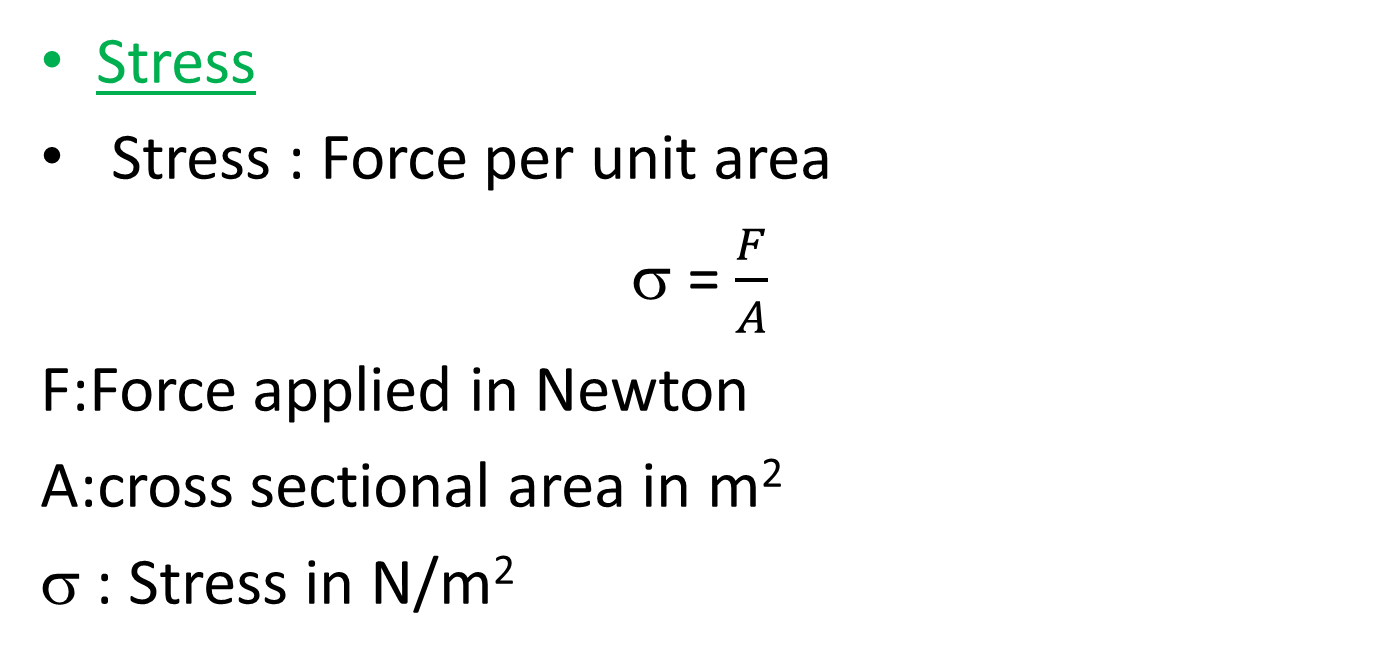 • Stress
• Stress : Force per unit area
σ = F/A
F:Force applied in Newton
A:cross sectional area in m²
σ : Stress in N/m²